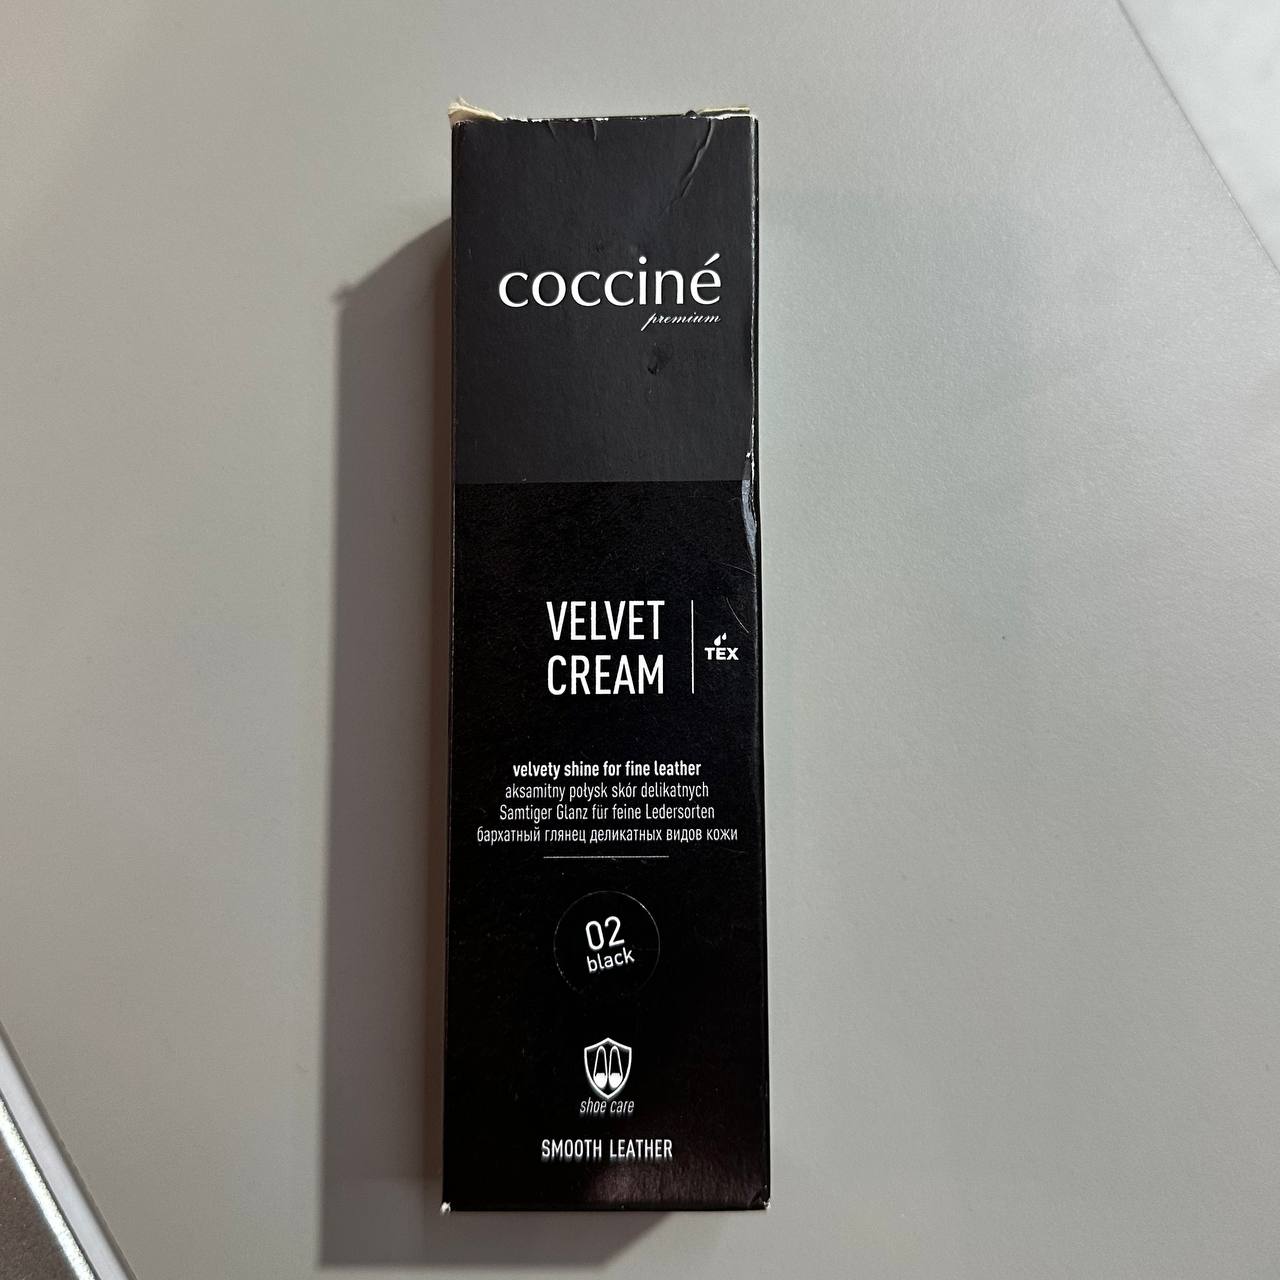 cocciné
premium
VELVET
CREAM
TEX
velvety shine for fine leather
aksamitny połysk skór delikatnych
Samtiger Glanz für feine Ledersorten
бархатный глянец деликатных видов кожи
02
black
shoe care
SMOOTH LEATHER